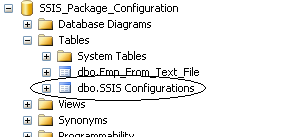 SSIS_Package_Configuration
Database Diagrams
Tables
System Tables
dbo.Emp_From_Text_File
dbo.SSIS Configurations
Views
Synonyms
Programmability